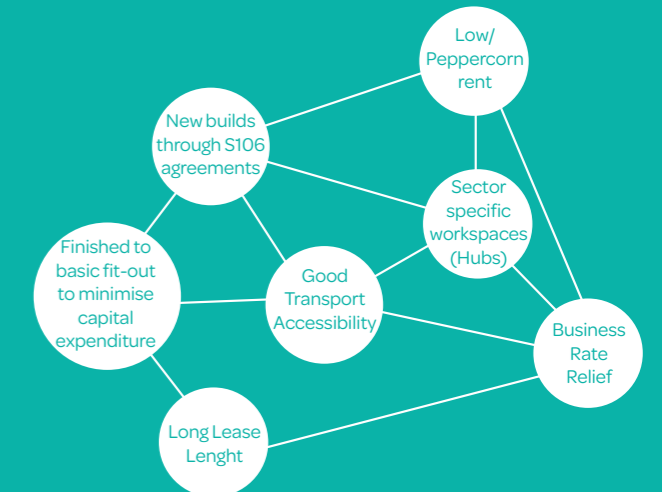 Low/
Peppercorn
rent
New builds
through S106
agreements
Sector
specific
workspaces
(Hubs)
Finished to
basic fit-out
to minimise
capital
expenditure
Good
Transport
Accessibility
Business
Rate
Relief
Long Lease
Lenght